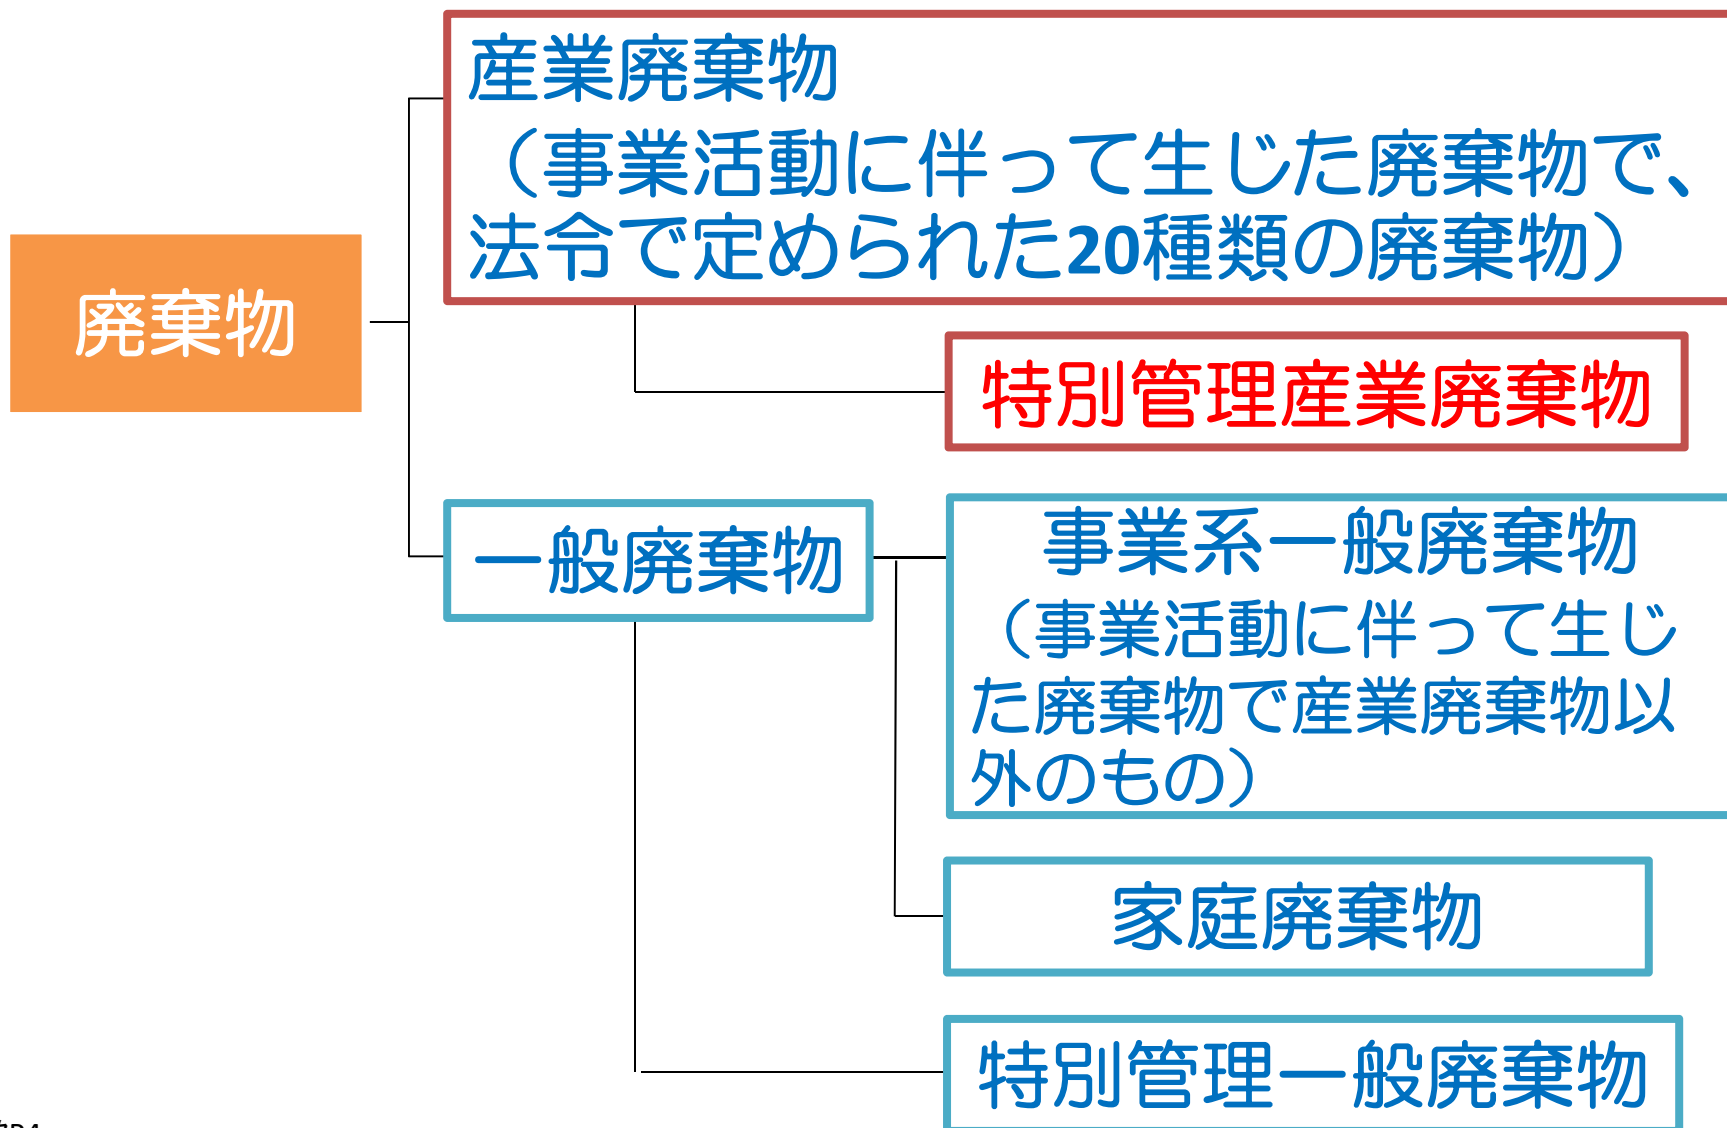 産業廃棄物
（事業活動に伴って生じた廃棄物で、
法令で定められた20種類の廃棄物）
廃棄物
特別管理産業廃棄物
一般廃棄物
事業系一般廃棄物
（事業活動に伴って生じ
た廃棄物で産業廃棄物以
外のもの）
家庭廃棄物
特別管理一般廃棄物